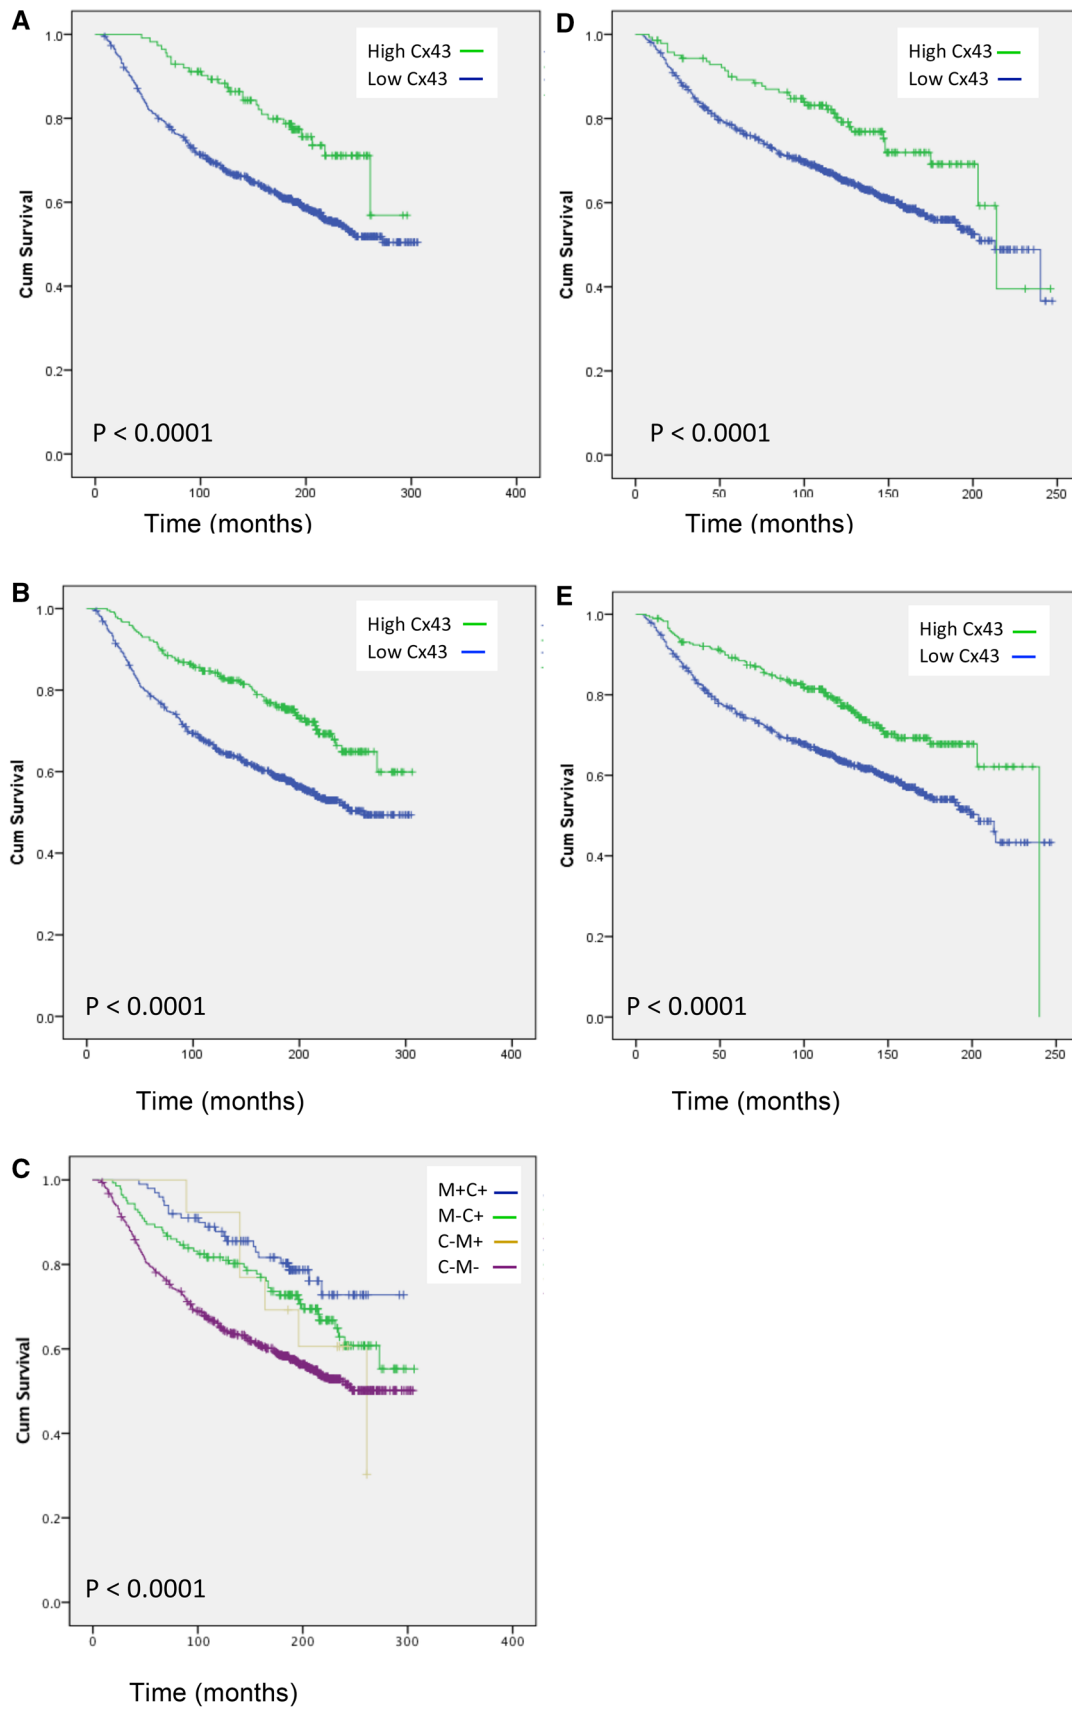 A
High Cx43
Low Cx43
Cum Survival
1.0
0.8
0.6
0.4
0.2
0.0
P < 0.0001
0 100 200 300 400
Time (months)
D
High Cx43
Low Cx43
Cum Survival
1.0
0.8
0.6
0.4
0.2
0.0
P < 0.0001
0 50 100 150 200 250
Time (months)
B
High Cx43
Low Cx43
Cum Survival
1.0
0.8
0.6
0.4
0.2
0.0
P < 0.0001
0 100 200 300 400
Time (months)
E
High Cx43
Low Cx43
Cum Survival
1.0
0.8
0.6
0.4
0.2
0.0
P < 0.0001
0 50 100 150 200 250
Time (months)
C
M+C+
M-C+
C-M+
C-M-
Cum Survival
1.0
0.8
0.6
0.4
0.2
0.0
P < 0.0001
0 100 200 300 400
Time (months)